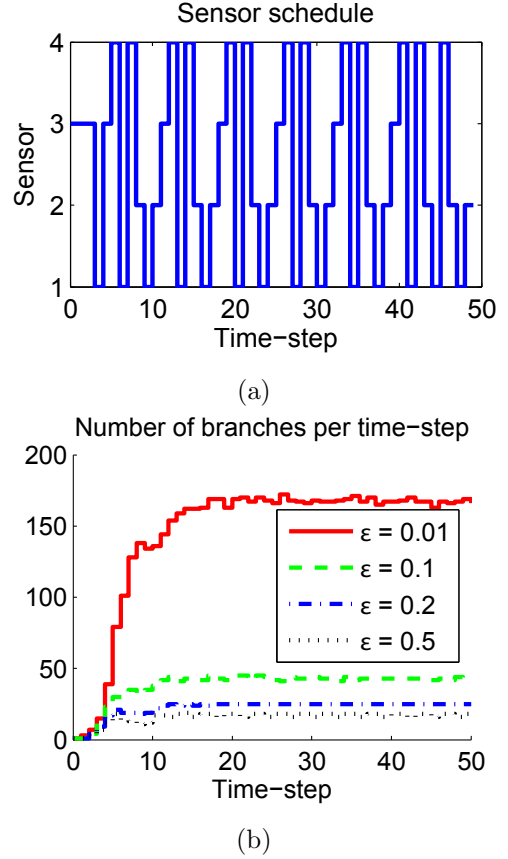 Sensor schedule
4
3
2
1
Sensor
0 10 20 30 40 50
Time-step
(a)
Number of branches per time-step
200
150
100
50
0
ε = 0.01
ε = 0.1
ε = 0.2
ε = 0.5
0 10 20 30 40 50
Time-step
(b)